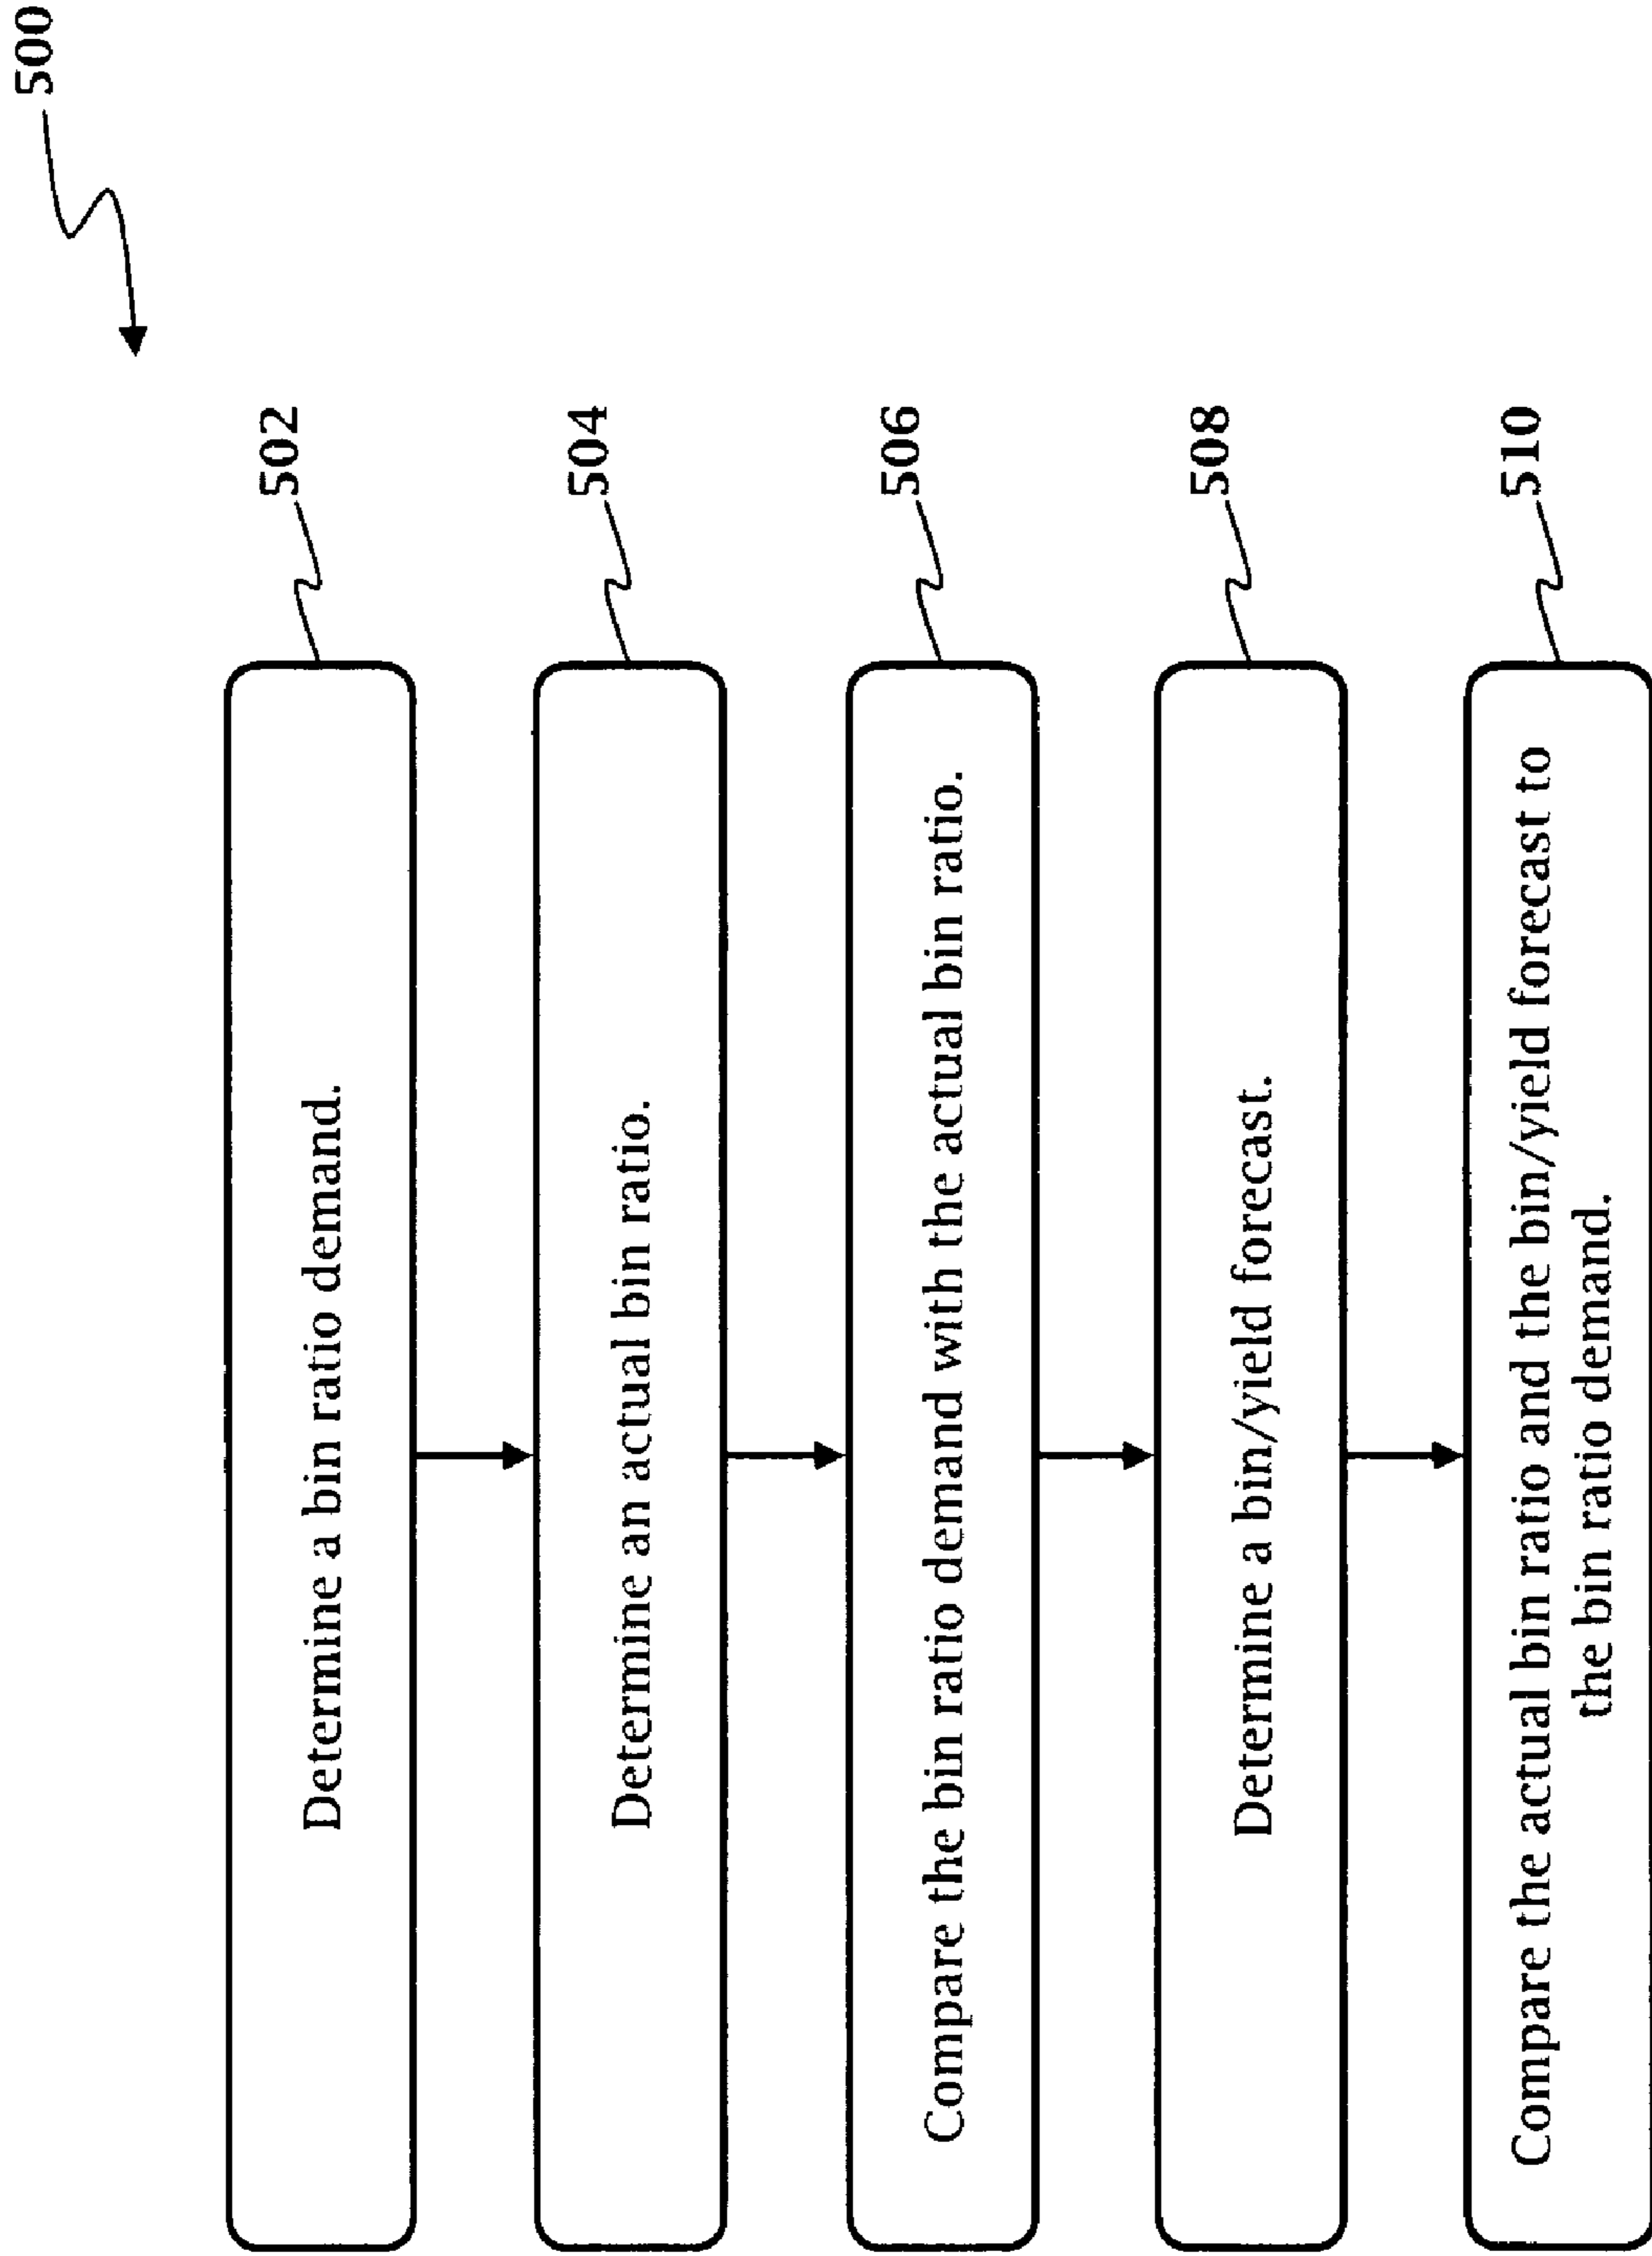 500
Determine a bin ratio demand.
502
Determine an actual bin ratio.
504
Compare the bin ratio demand with the actual bin ratio.
506
Determine a bin/yield forecast.
508
Compare the actual bin ratio and the bin/yield forecast to
the bin ratio demand.
510